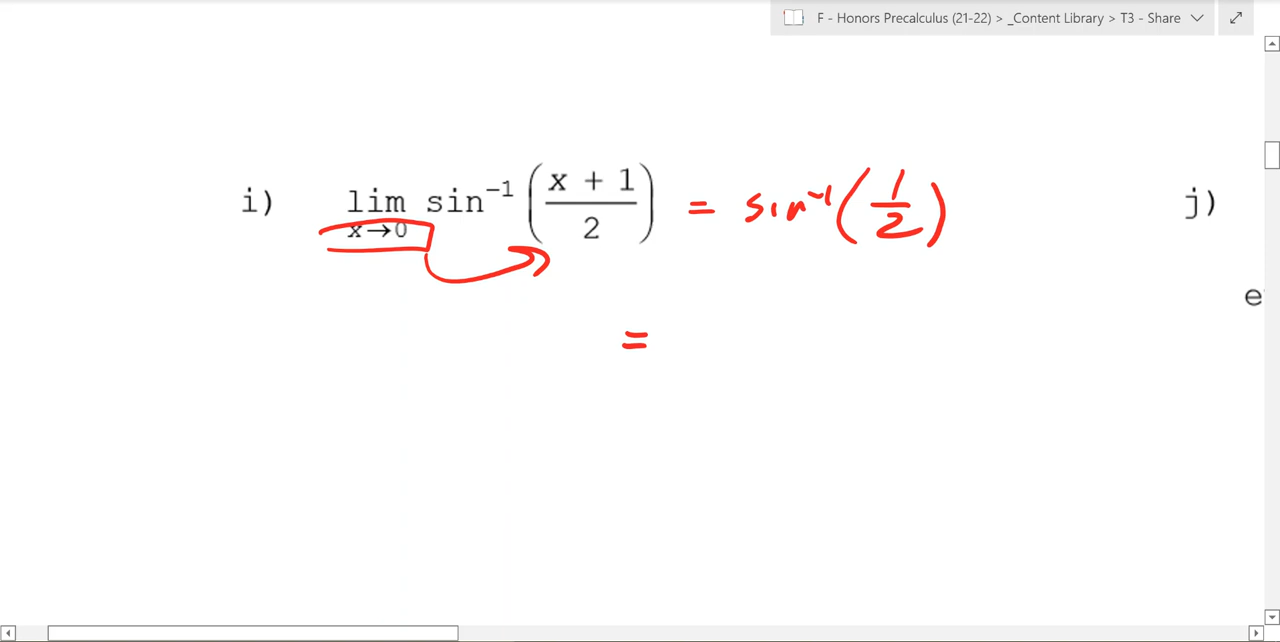 F - Honors Precalculus (21-22) > _Content Library > T3 - Share
i) lim x→0 sin⁻¹((x + 1)/2) = sin⁻¹(1/2)
j)
e
=